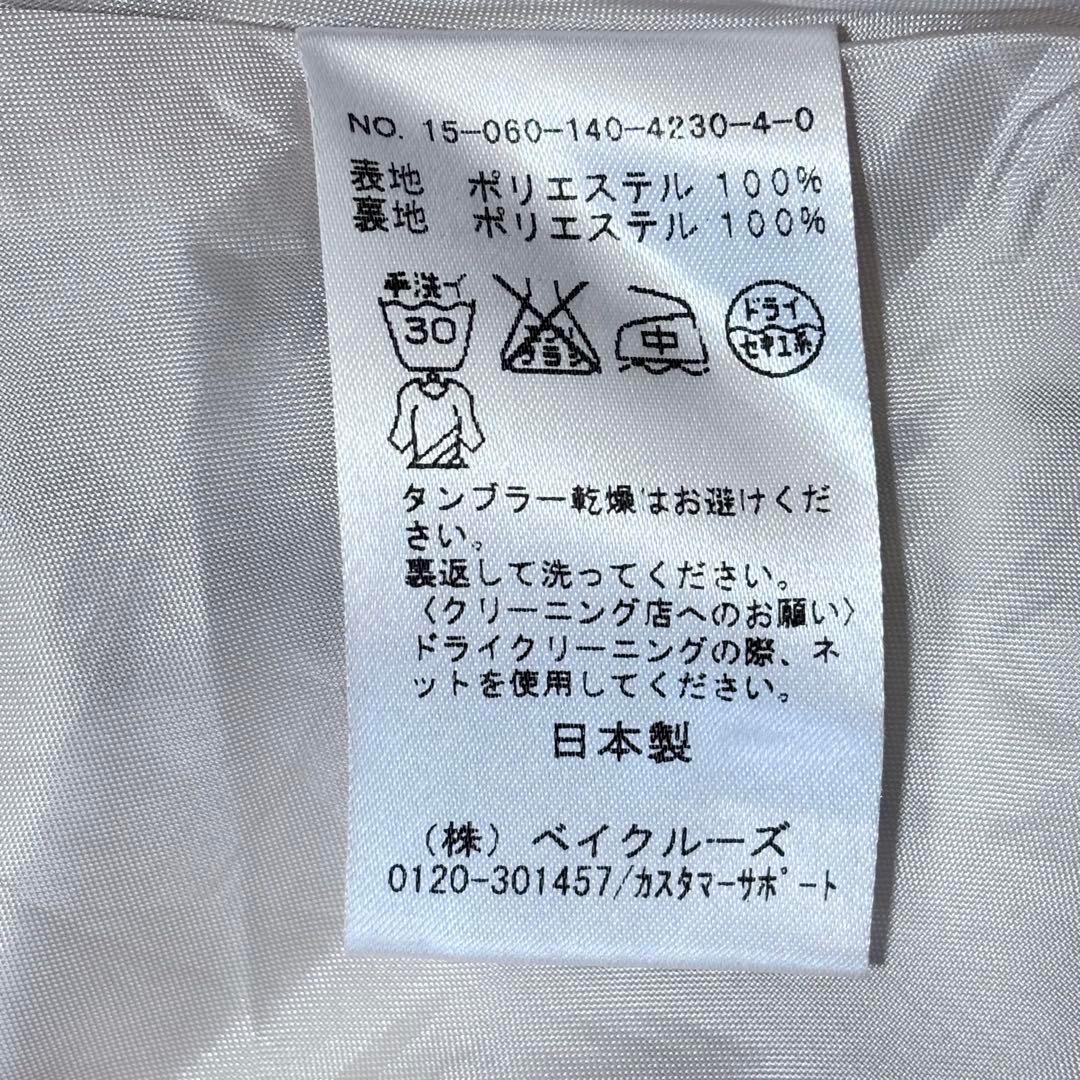 NO. 15-060-140-4230-4-0
表地 ポリエステル 100%
裏地 ポリエステル 100%
手洗イ
30
エンソ
サラシ
中
ドライ
セキユ系
タンブラー乾燥はお避けくだ
さい。
裏返して洗ってください。
〈クリーニング店へのお願い〉
ドライクリーニングの際、ネ
ットを使用してください。
日本製
（株） ベイクルーズ
0120-301457/カスタマーサポート